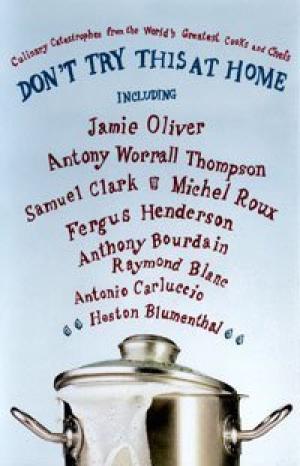 Culinary Catastrophes from the World's Greatest Cooks and Chefs
DON'T TRY THIS AT HOME
INCLUDING
Jamie Oliver
Antony Worrall Thompson
Samuel Clark & Michel Roux
Fergus Henderson
Anthony Bourdain
Raymond Blanc
Antonio Carluccio
Heston Blumenthal